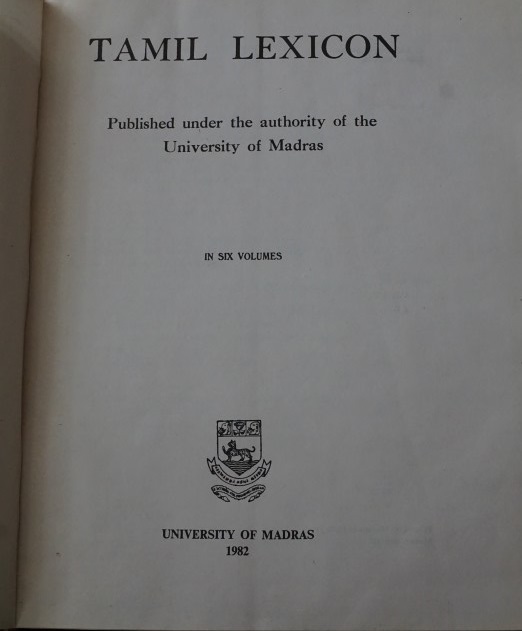 TAMIL LEXICON
Published under the authority of the
University of Madras
IN SIX VOLUMES
UNIVERSITY OF MADRAS
1982